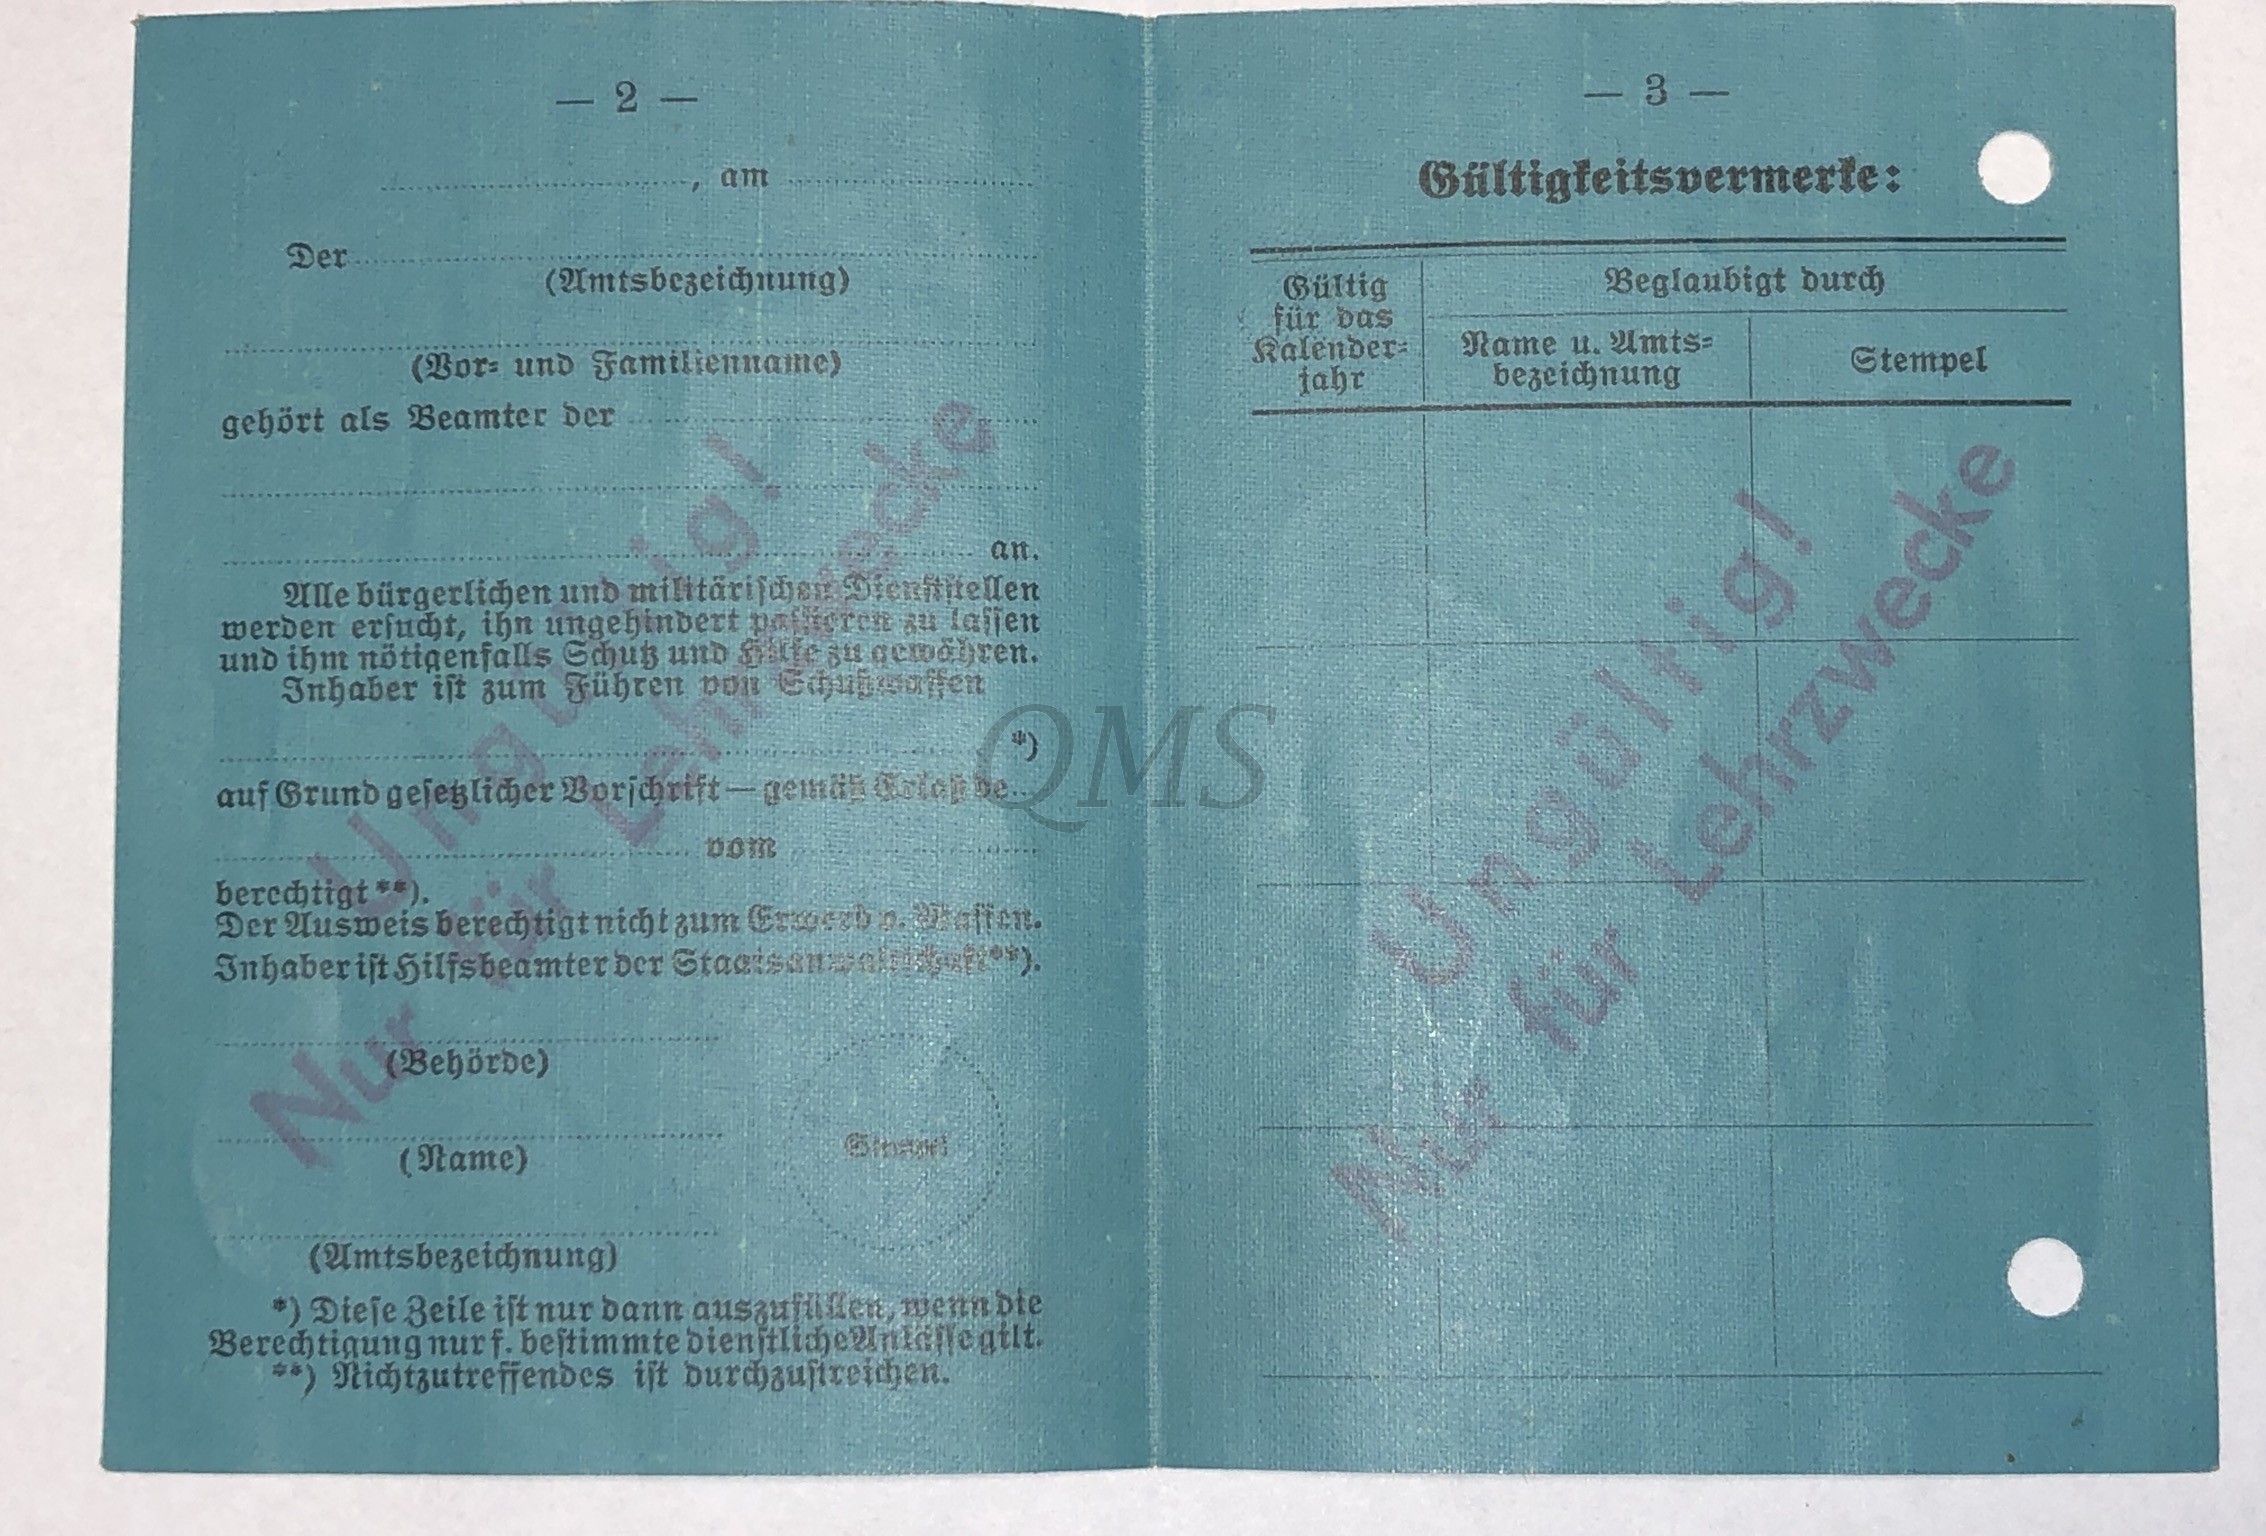 — 2 —
, am
Der
(Amtsbezeichnung)
(Vor- und Familienname)
gehört als Beamter der
an.
Alle bürgerlichen und militärischen Dienststellen
werden ersucht, ihn ungehindert passieren zu lassen
und ihm nötigenfalls Schutz und Hilfe zu gewähren.
Inhaber ist zum Führen von Schußwaffen
*)
auf Grund gesetzlicher Vorschrift — gemäß Erlaß de
vom
berechtigt **).
Der Ausweis berechtigt nicht zum Erwerb v. Waffen.
Inhaber ist Hilfsbeamter der Staatsanwaltschaft **).
(Behörde)
(Name)
Stempel
(Amtsbezeichnung)
*) Diese Zeile ist nur dann auszufüllen, wenn die
Berechtigung nur f. bestimmte dienstliche Anlässe gilt.
**) Nichtzutreffendes ist durchzustreichen.
Ungültig!
Nur für Lehrzwecke
QMS
— 3 —
Gültigkeitsvermerke:
Gültig
für das
Kalender-
jahr
Beglaubigt durch
Name u. Amts-
bezeichnung
Stempel
Ungültig!
Nur für Lehrzwecke